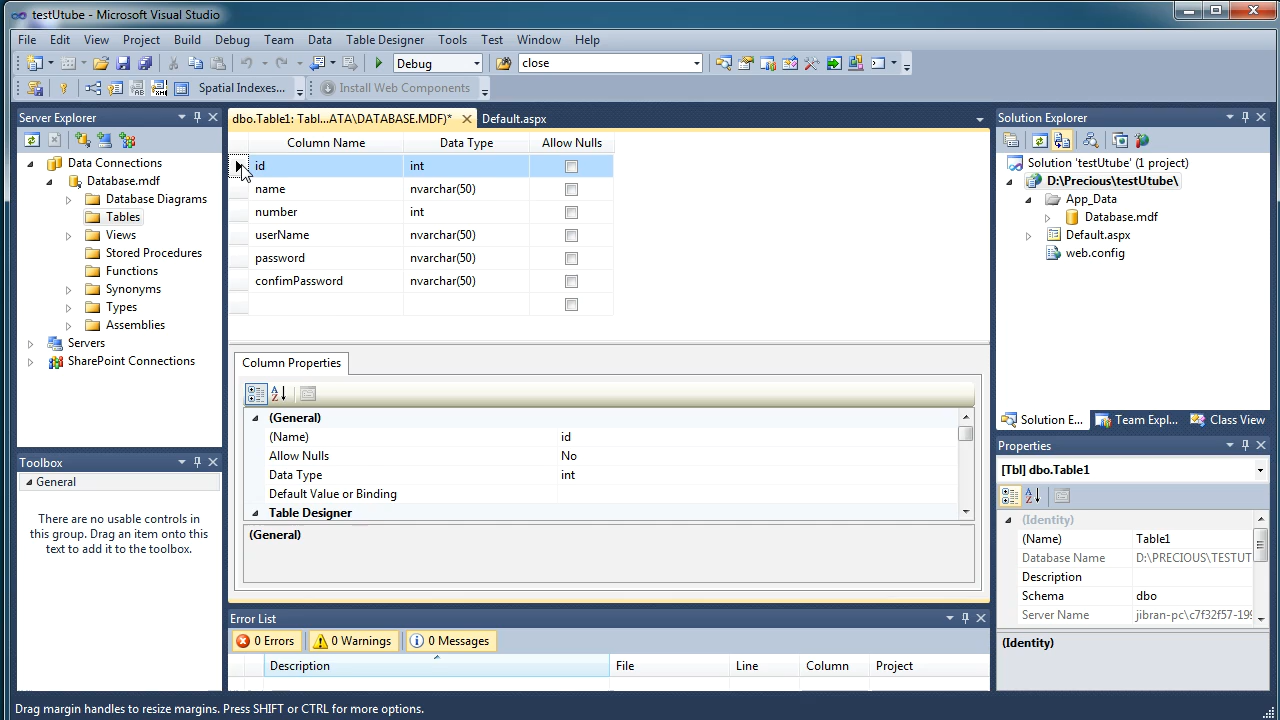 testUtube - Microsoft Visual Studio
File Edit View Project Build Debug Team Data Table Designer Tools Test Window Help
Debug close
Spatial Indexes... Install Web Components
Server Explorer
Data Connections
Database.mdf
Database Diagrams
Tables
Views
Stored Procedures
Functions
Synonyms
Types
Assemblies
Servers
SharePoint Connections
Toolbox
General
There are no usable controls in
this group. Drag an item onto this
text to add it to the toolbox.
dbo.Table1: Tabl...ATA\DATABASE.MDF)* Default.aspx
Column Name Data Type Allow Nulls
id int
name nvarchar(50)
number int
userName nvarchar(50)
password nvarchar(50)
confimPassword nvarchar(50)
Column Properties
(General)
(Name) id
Allow Nulls No
Data Type int
Default Value or Binding
Table Designer
(General)
Error List
0 Errors 0 Warnings 0 Messages
Description File Line Column Project
Solution Explorer
Solution 'testUtube' (1 project)
D:\Precious\testUtube\
App_Data
Database.mdf
Default.aspx
web.config
Solution E... Team Expl... Class View
Properties
[Tbl] dbo.Table1
(Identity)
(Name) Table1
Database Name D:\PRECIOUS\TESTUT
Description
Schema dbo
Server Name jibran-pc\c7f32f57-199
(Identity)
Drag margin handles to resize margins. Press SHIFT or CTRL for more options.